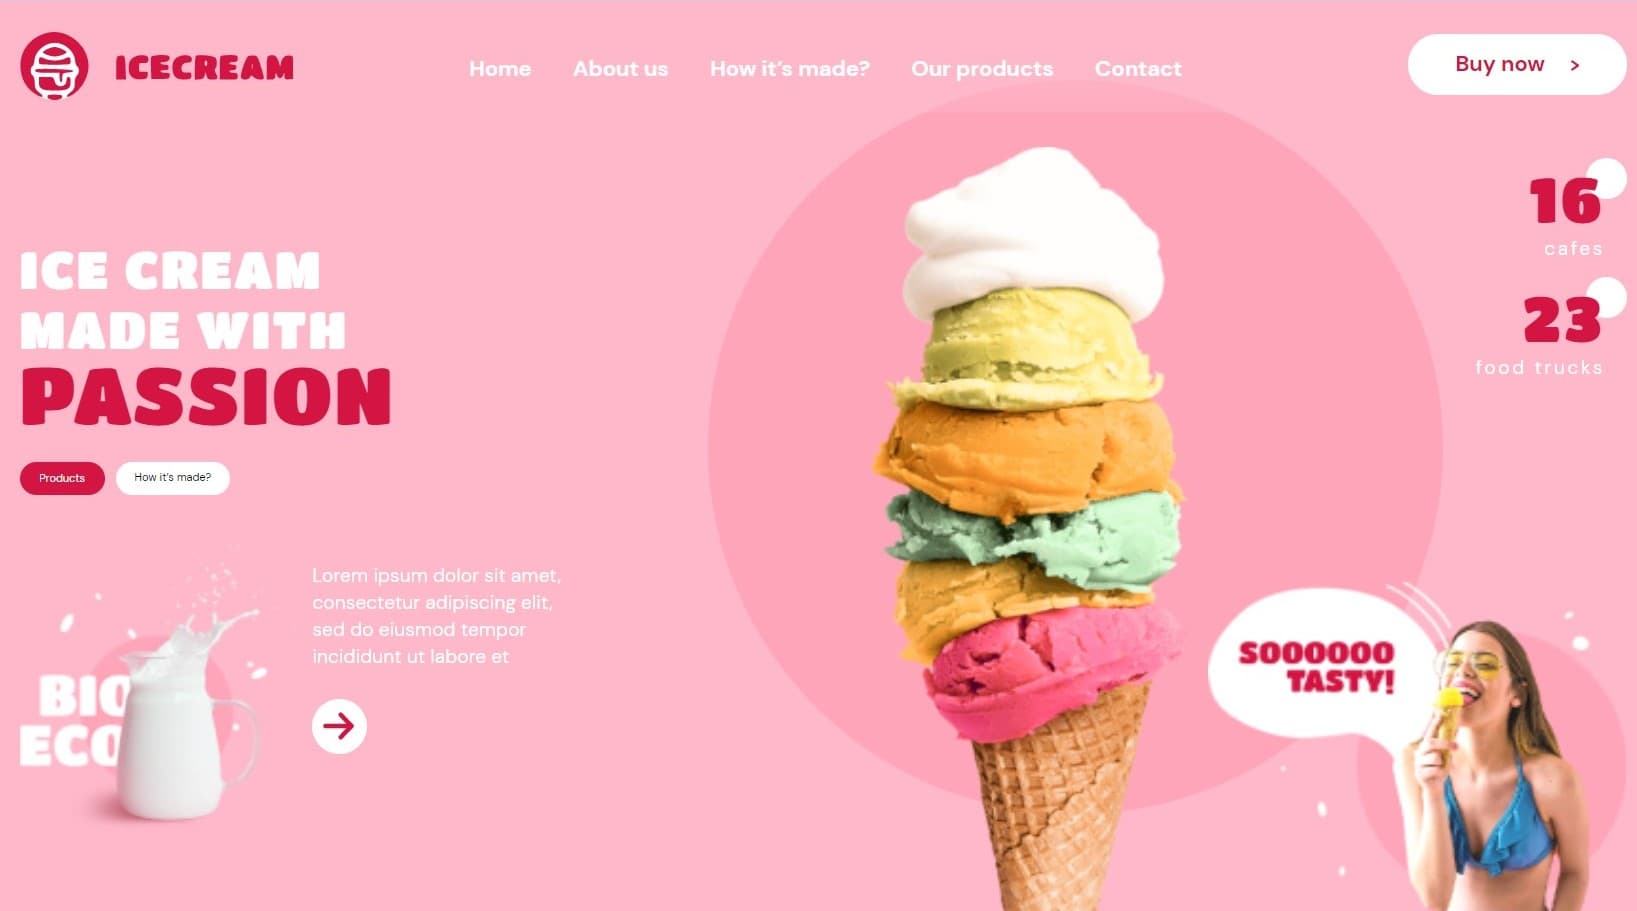 ICECREAM
Home
About us
How it's made?
Our products
Contact
Buy now >
16
cafes
23
food trucks
ICE CREAM
MADE WITH
PASSION
Products
How it's made?
Lorem ipsum dolor sit amet,
consectetur adipiscing elit,
sed do eiusmod tempor
incididunt ut labore et
BIO
ECO
SOOOOOO
TASTY!